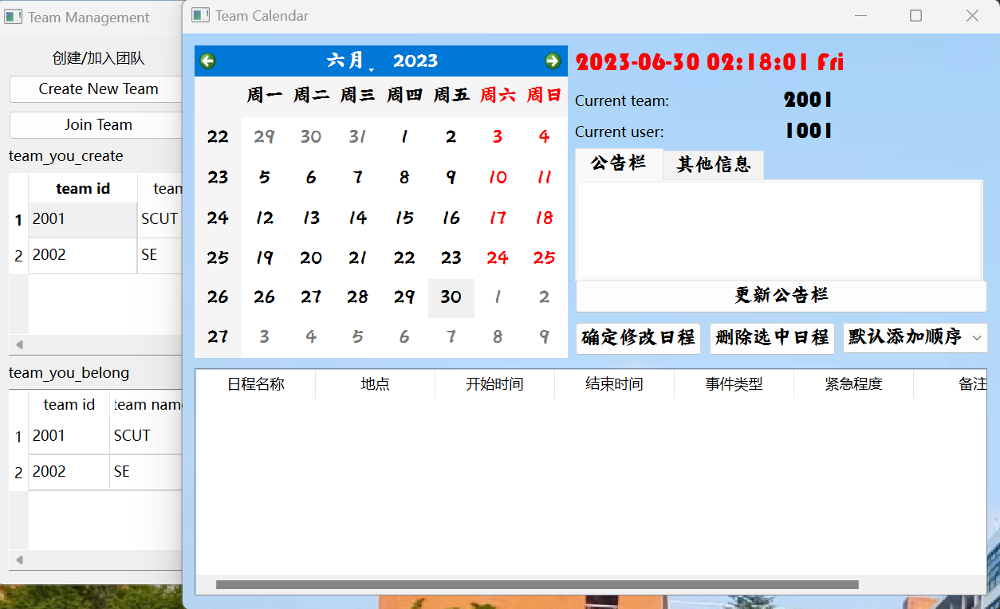 Team Management
创建/加入团队
Create New Team
Join Team
team_you_create
team id team
1 2001 SCUT
2 2002 SE
team_you_belong
team id team name
1 2001 SCUT
2 2002 SE
Team Calendar
六月 2023
周一 周二 周三 周四 周五 周六 周日
22 29 30 31 1 2 3 4
23 5 6 7 8 9 10 11
24 12 13 14 15 16 17 18
25 19 20 21 22 23 24 25
26 26 27 28 29 30 1 2
27 3 4 5 6 7 8 9
2023-06-30 02:18:01 Fri
Current team: 2001
Current user: 1001
公告栏 其他信息
更新公告栏
确定修改日程 删除选中日程 默认添加顺序
日程名称 地点 开始时间 结束时间 事件类型 紧急程度 备注